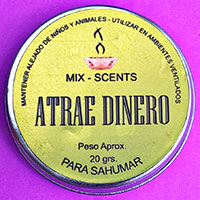 MANTENER ALEJADO DE NIÑOS Y ANIMALES - UTILIZAR EN AMBIENTES VENTILADOS
MIX - SCENTS
ATRAE DINERO
Peso Aprox.
20 grs.
PARA SAHUMAR